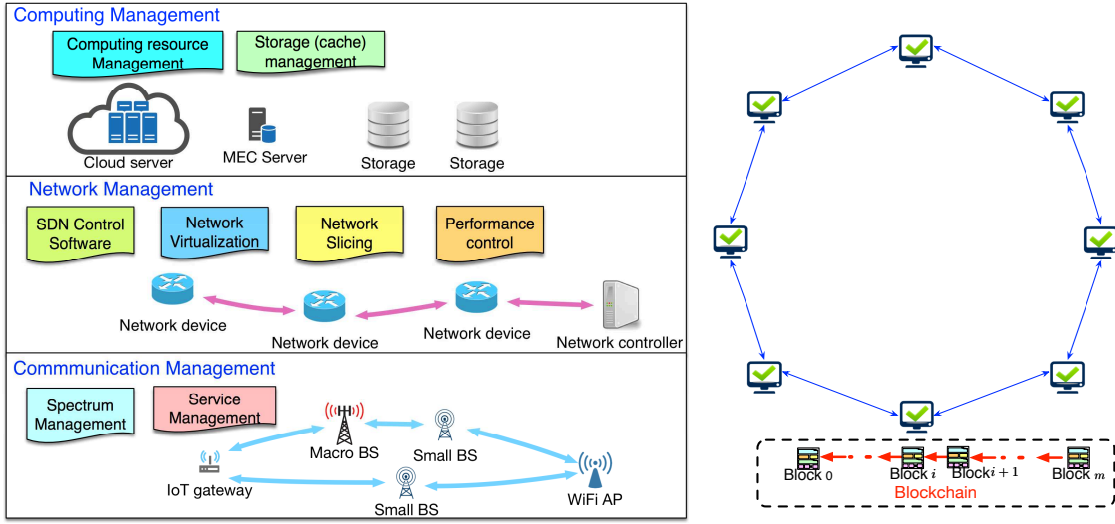 Computing Management
Computing resource
Management
Storage (cache)
management
Cloud server
MEC Server
Storage
Storage
Network Management
SDN Control
Software
Network
Virtualization
Network
Slicing
Performance
control
Network device
Network device
Network device
Network controller
Commmunication Management
Spectrum
Management
Service
Management
Macro BS
Small BS
IoT gateway
Small BS
WiFi AP
Block 0
Block i
Block i + 1
Block m
Blockchain